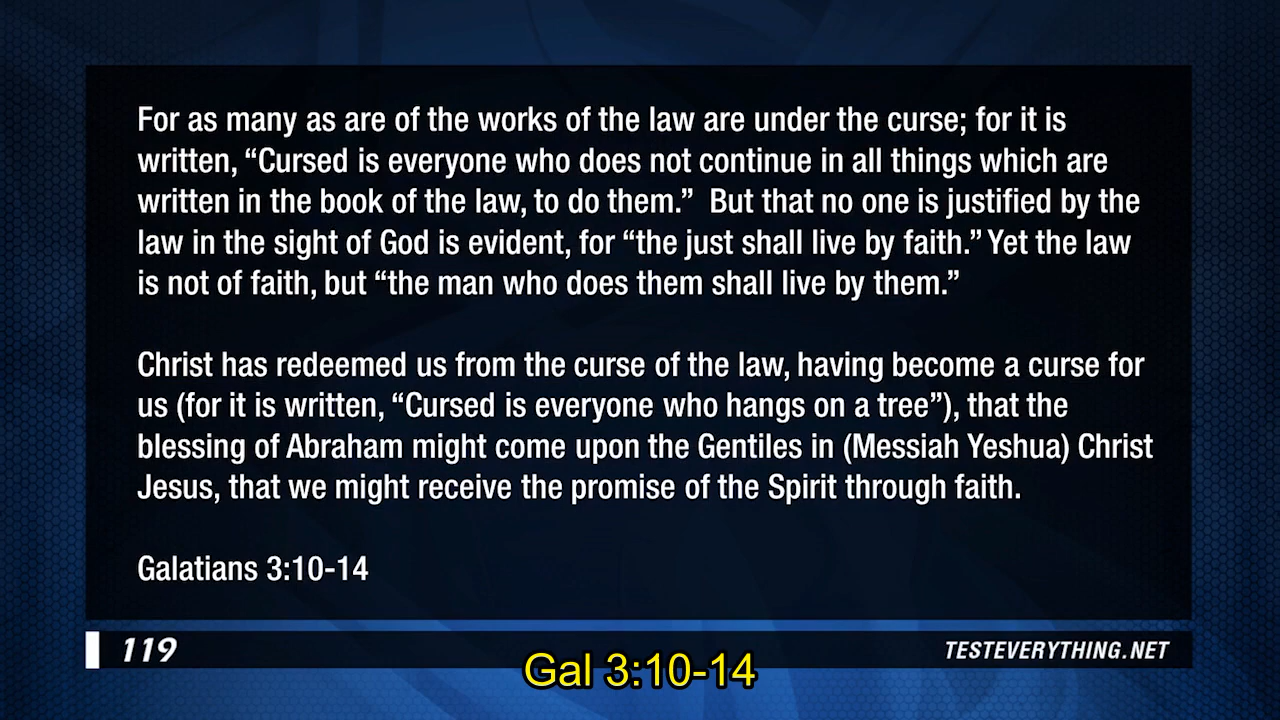 For as many as are of the works of the law are under the curse; for it is
written, “Cursed is everyone who does not continue in all things which are
written in the book of the law, to do them.”  But that no one is justified by the
law in the sight of God is evident, for “the just shall live by faith.” Yet the law
is not of faith, but “the man who does them shall live by them.”
Christ has redeemed us from the curse of the law, having become a curse for
us (for it is written, “Cursed is everyone who hangs on a tree”), that the
blessing of Abraham might come upon the Gentiles in (Messiah Yeshua) Christ
Jesus, that we might receive the promise of the Spirit through faith.
Galatians 3:10-14
119
TESTEVERYTHING.NET
Gal 3:10-14